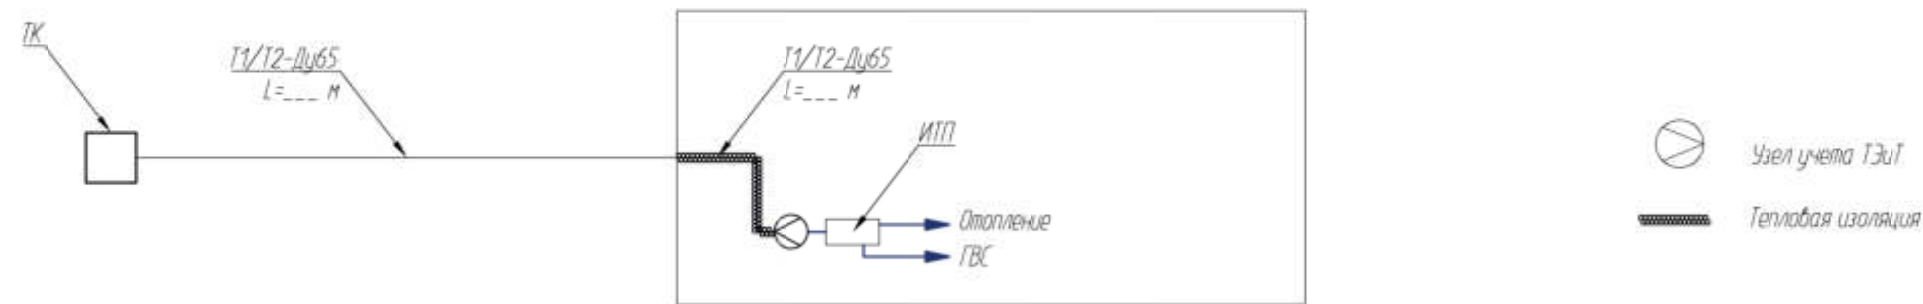 ТК
Т1/Т2-Ду65
L=___ м
Т1/Т2-Ду65
L=___ м
ИТП
Отопление
ГВС
Узел учета ТЭиТ
Тепловая изоляция